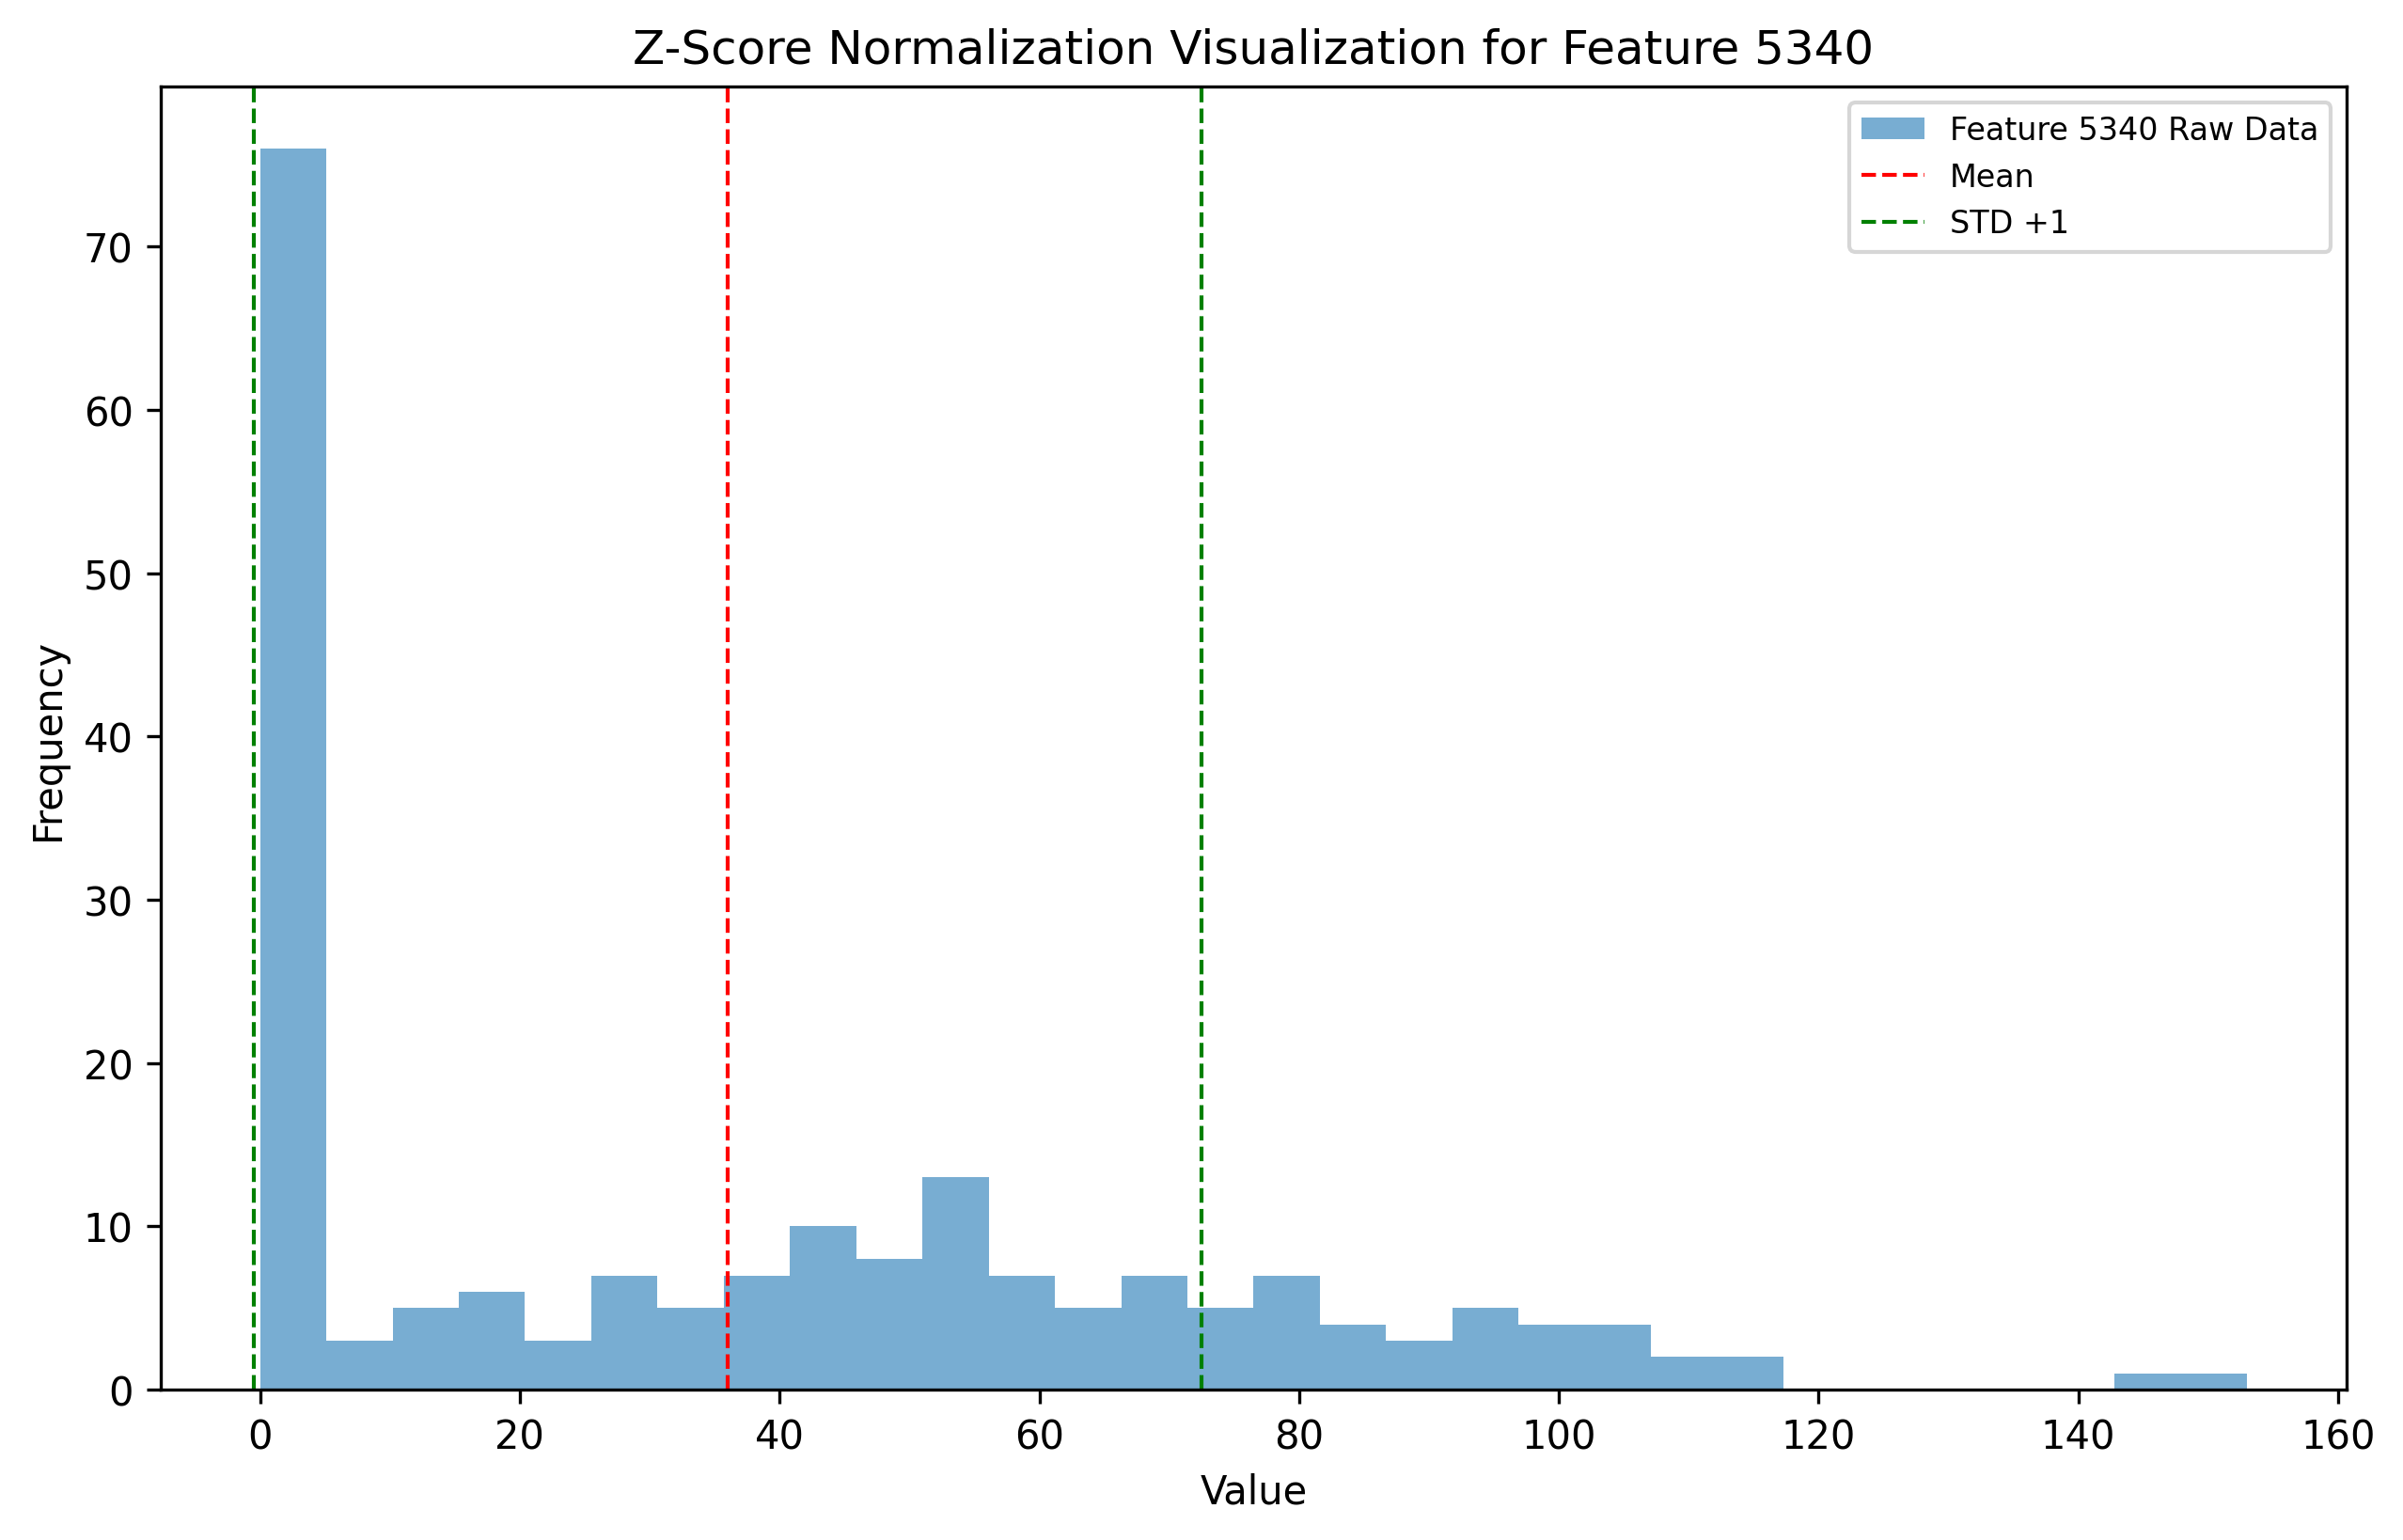 Z-Score Normalization Visualization for Feature 5340
Feature 5340 Raw Data
Mean
STD +1
70
60
50
40
30
20
10
0
Frequency
0 20 40 60 80 100 120 140 160
Value